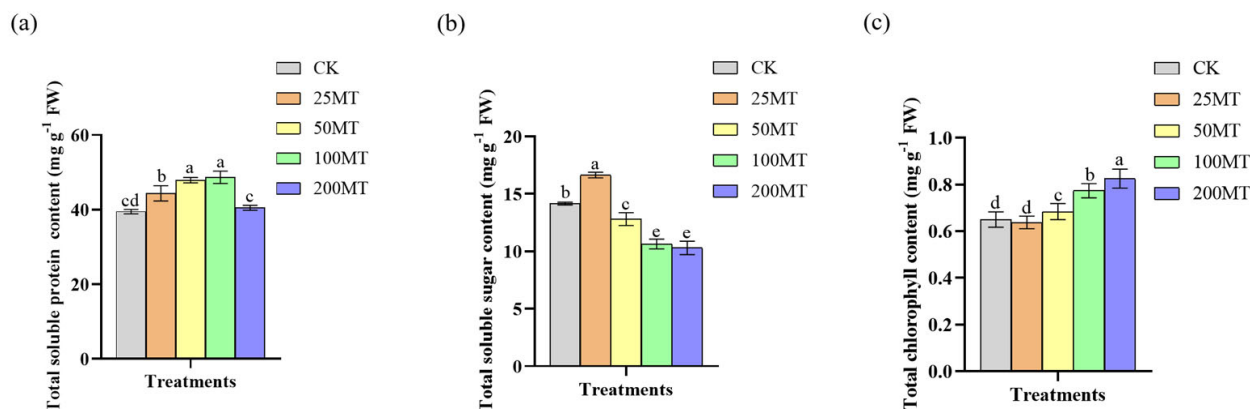 (a)
Total soluble protein content (mg g⁻¹ FW)
60
40
20
0
cd
b
a
a
c
Treatments
CK
25MT
50MT
100MT
200MT
(b)
Total soluble sugar content (mg g⁻¹ FW)
20
15
10
5
0
b
a
c
e
e
Treatments
CK
25MT
50MT
100MT
200MT
(c)
Total chlorophyll content (mg g⁻¹ FW)
1.0
0.8
0.6
0.4
0.2
0.0
d
d
c
b
a
Treatments
CK
25MT
50MT
100MT
200MT